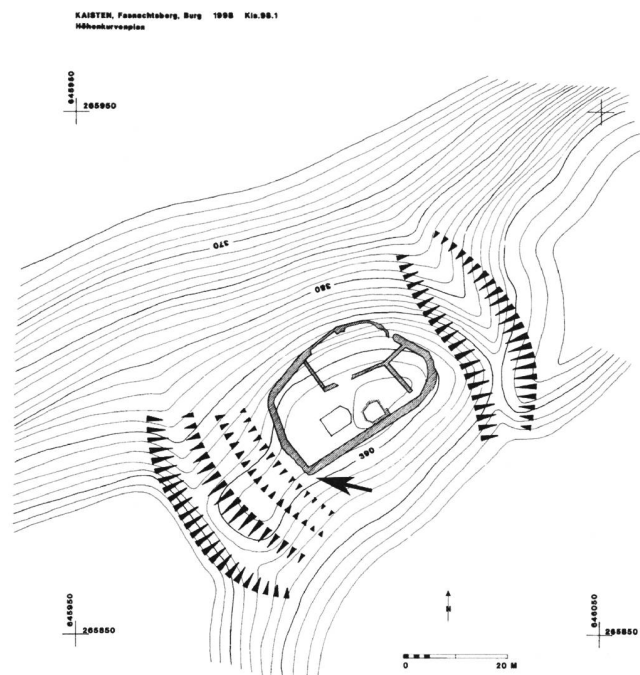 KAISTEN, Fasnachtsberg, Burg 1998 Kis.98.1
Höhenkurvenplan
645950
265950
370
380
390
645950
265850
N
646050
265850
0 20 M